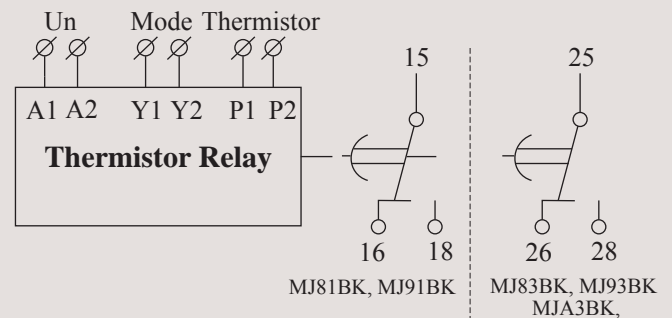 Un Mode Thermistor
A1 A2 Y1 Y2 P1 P2
Thermistor Relay
15
16 18
MJ81BK, MJ91BK
25
26 28
MJ83BK, MJ93BK
MJA3BK,